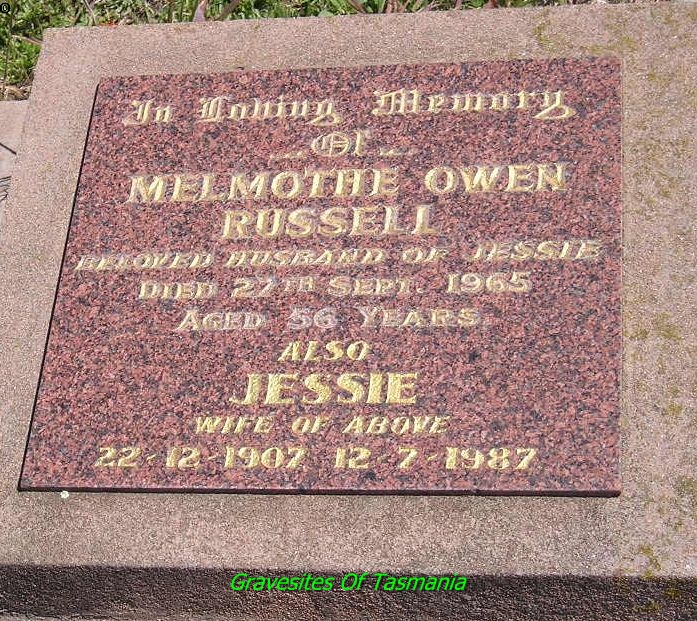 In Loving Memory
Of
MELMOTHE OWEN
RUSSELL
BELOVED HUSBAND OF JESSIE
DIED 27TH SEPT. 1965
AGED 56 YEARS.
ALSO
JESSIE
WIFE OF ABOVE
22-12-1907 12-7-1987
Gravesites Of Tasmania